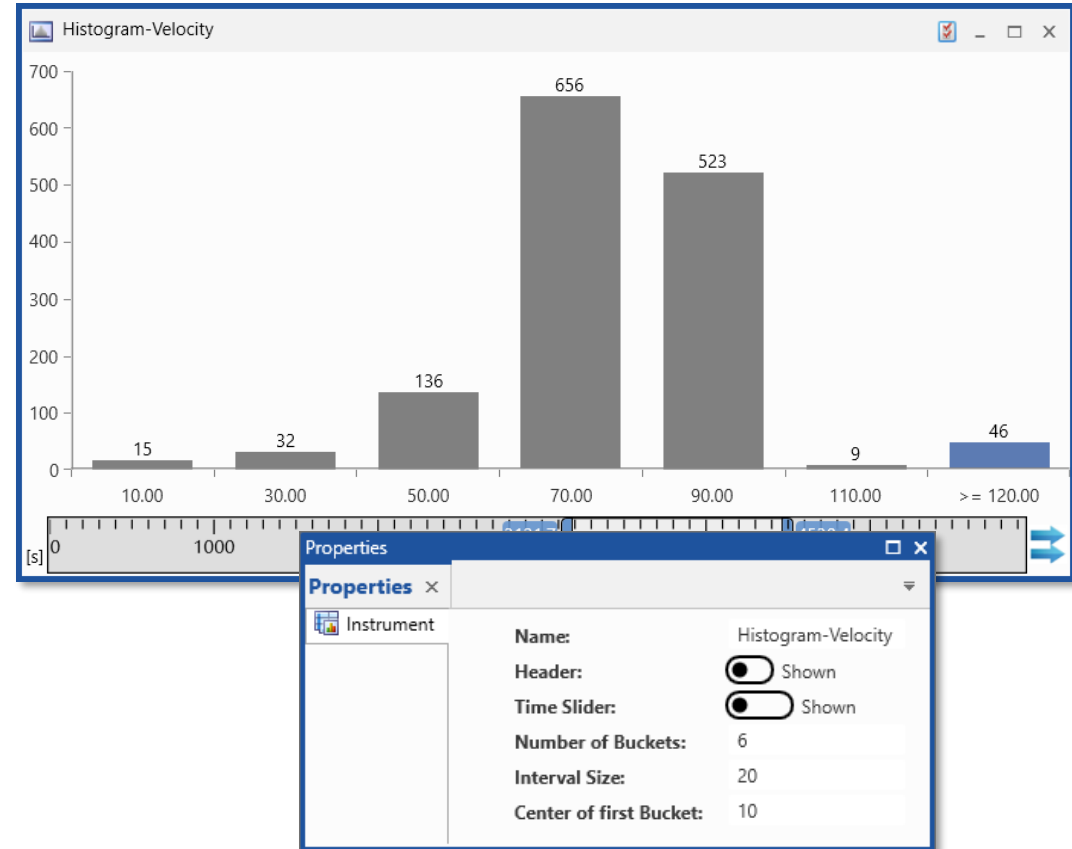 Histogram-Velocity
700
656
600
523
500
400
300
200
136
100
15
32
9
46
0
10.00 30.00 50.00 70.00 90.00 110.00 >= 120.00
[s] 0 1000
Properties
Properties
Instrument
Name: Histogram-Velocity
Header: Shown
Time Slider: Shown
Number of Buckets: 6
Interval Size: 20
Center of first Bucket: 10